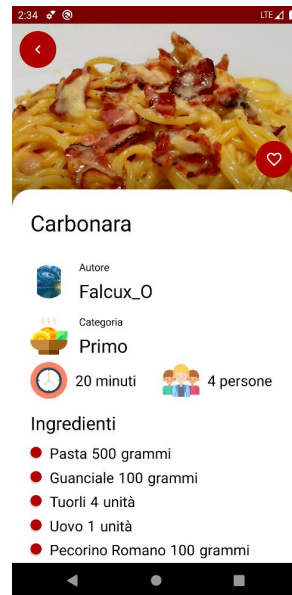 2:34
LTE
Carbonara
Autore
Falcux_O
Categoria
Primo
20 minuti
4 persone
Ingredienti
Pasta 500 grammi
Guanciale 100 grammi
Tuorli 4 unità
Uovo 1 unità
Pecorino Romano 100 grammi